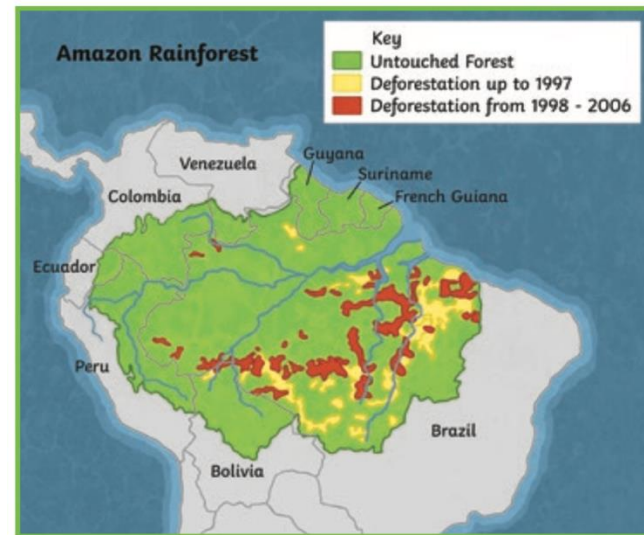 Amazon Rainforest
Key
Untouched Forest
Deforestation up to 1997
Deforestation from 1998 - 2006
Guyana
Venezuela
Suriname
Colombia
French Guiana
Ecuador
Peru
Brazil
Bolivia